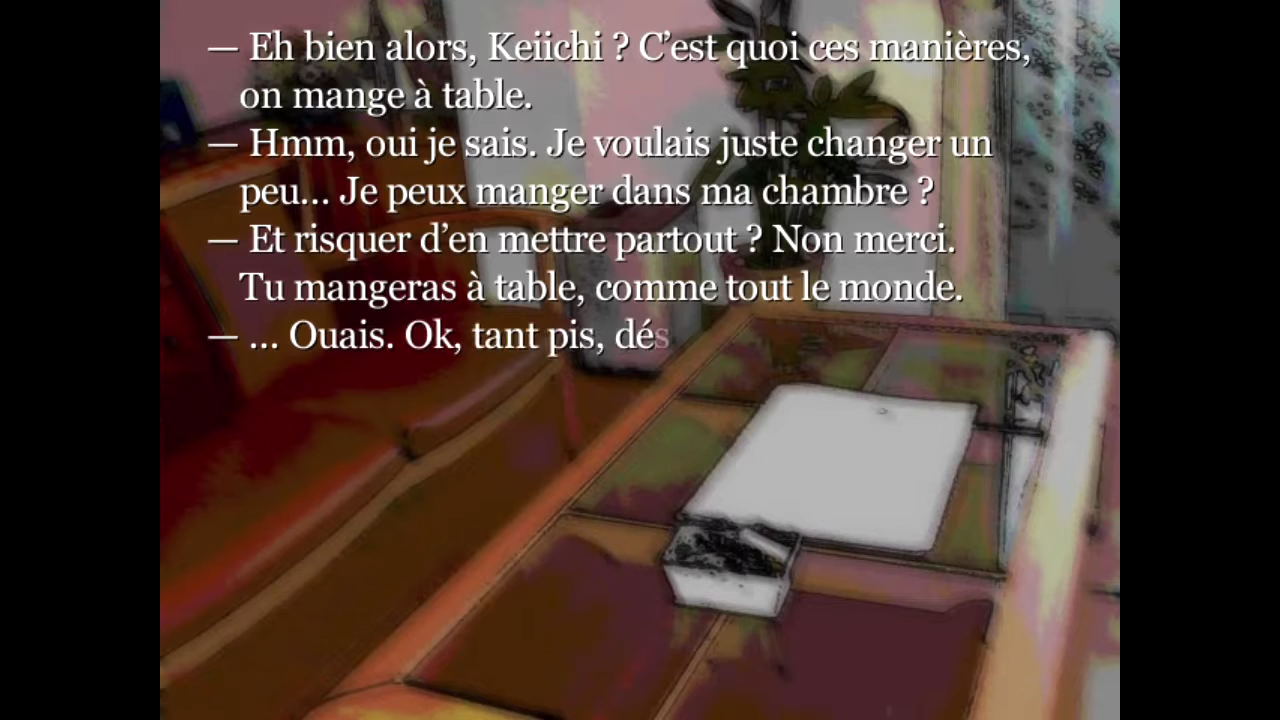 — Eh bien alors, Keiichi ? C’est quoi ces manières,
on mange à table.
— Hmm, oui je sais. Je voulais juste changer un
peu... Je peux manger dans ma chambre ?
— Et risquer d’en mettre partout ? Non merci.
Tu mangeras à table, comme tout le monde.
— ... Ouais. Ok, tant pis, dés